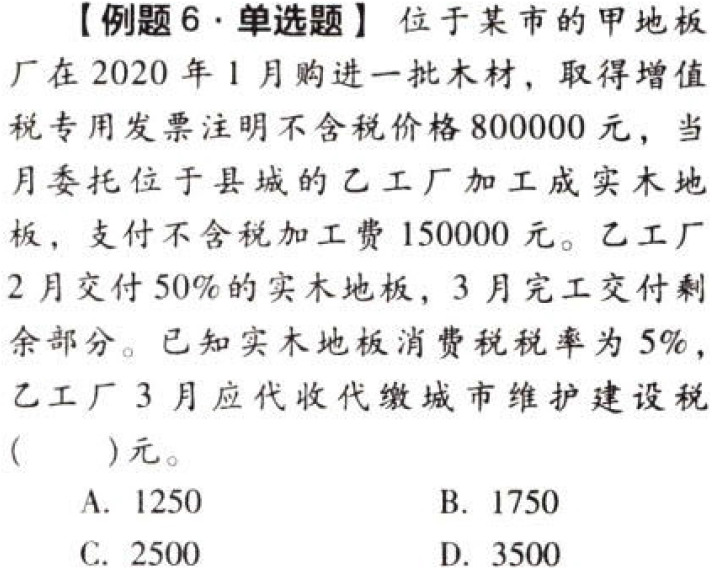 【例题6·单选题】 位于某市的甲地板
厂在2020年1月购进一批木材，取得增值
税专用发票注明不含税价格800000元，当
月委托位于县城的乙工厂加工成实木地
板，支付不含税加工费150000元。乙工厂
2月交付50%的实木地板，3月完工交付剩
余部分。已知实木地板消费税税率为5%，
乙工厂3月应代收代缴城市维护建设税
(  )元。
A. 1250 B. 1750
C. 2500 D. 3500